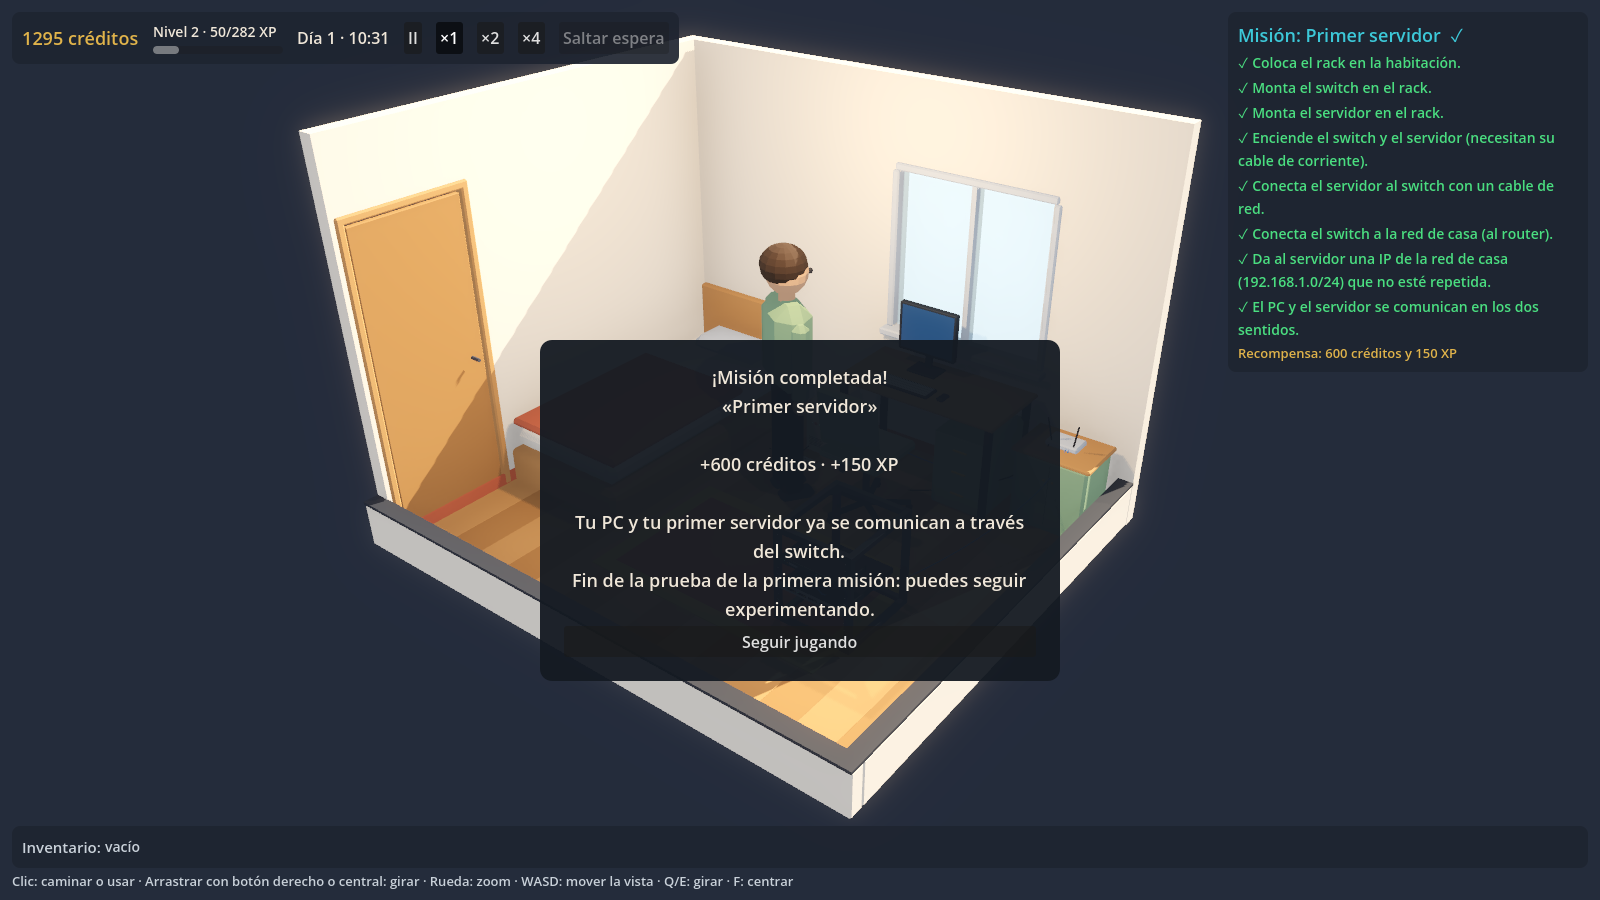 1295 créditos
Nivel 2 · 50/282 XP
Día 1 · 10:31
II
×1
×2
×4
Saltar espera
Misión: Primer servidor ✓
✓ Coloca el rack en la habitación.
✓ Monta el switch en el rack.
✓ Monta el servidor en el rack.
✓ Enciende el switch y el servidor (necesitan su
cable de corriente).
✓ Conecta el servidor al switch con un cable de
red.
✓ Conecta el switch a la red de casa (al router).
✓ Da al servidor una IP de la red de casa
(192.168.1.0/24) que no esté repetida.
✓ El PC y el servidor se comunican en los dos
sentidos.
Recompensa: 600 créditos y 150 XP
¡Misión completada!
«Primer servidor»
+600 créditos · +150 XP
Tu PC y tu primer servidor ya se comunican a través
del switch.
Fin de la prueba de la primera misión: puedes seguir
experimentando.
Seguir jugando
Inventario: vacío
Clic: caminar o usar · Arrastrar con botón derecho o central: girar · Rueda: zoom · WASD: mover la vista · Q/E: girar · F: centrar